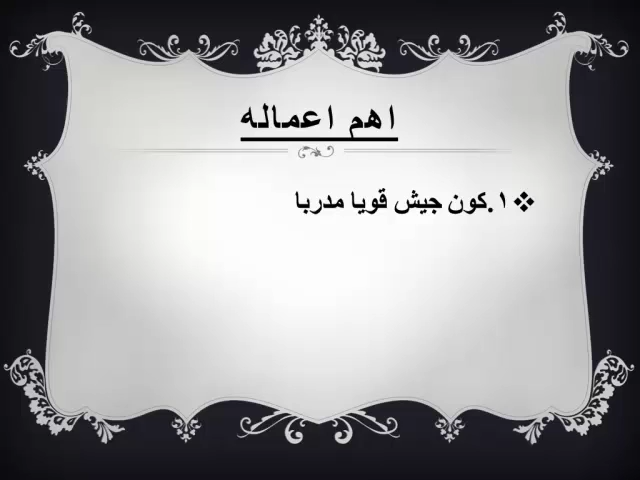 اهم اعماله
١.كون جيش قويا مدربا